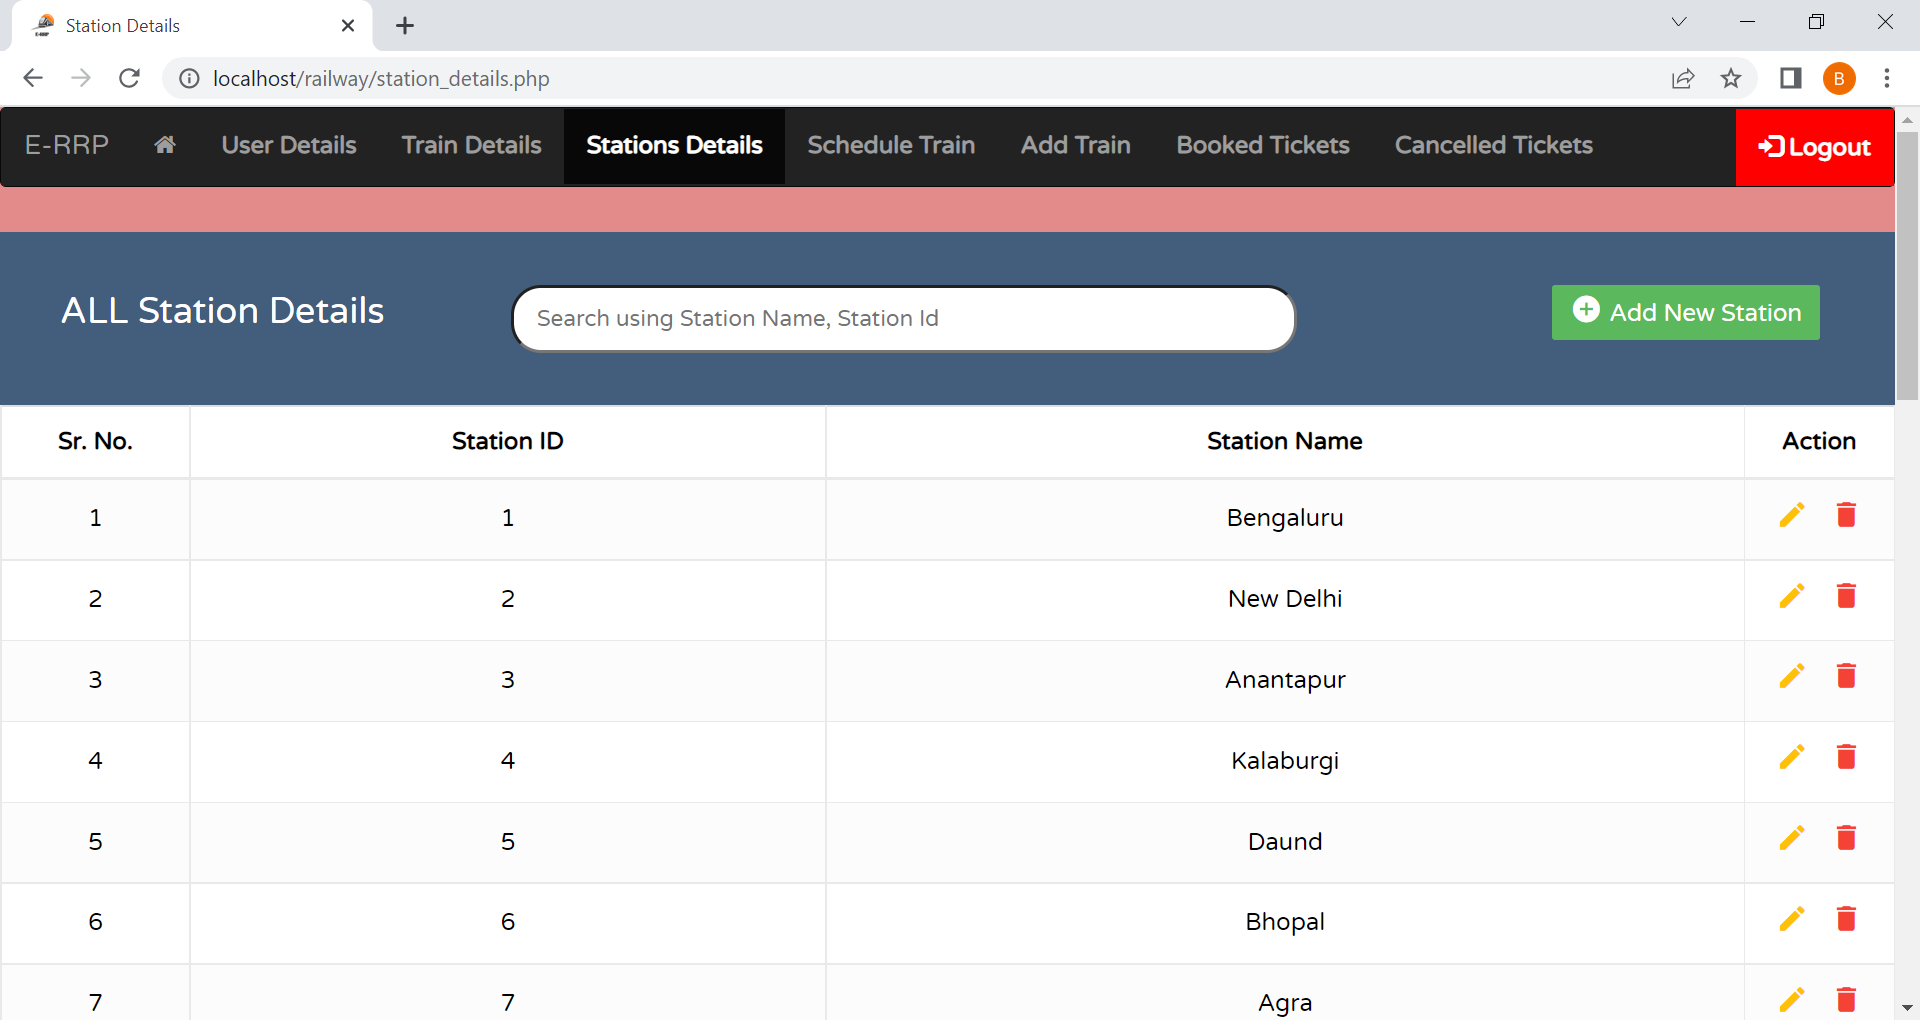 Station Details
localhost/railway/station_details.php
B
E-RRP User Details Train Details Stations Details Schedule Train Add Train Booked Tickets Cancelled Tickets Logout
ALL Station Details Search using Station Name, Station Id Add New Station
Sr. No. Station ID Station Name Action
1 1 Bengaluru
2 2 New Delhi
3 3 Anantapur
4 4 Kalaburgi
5 5 Daund
6 6 Bhopal
7 7 Agra